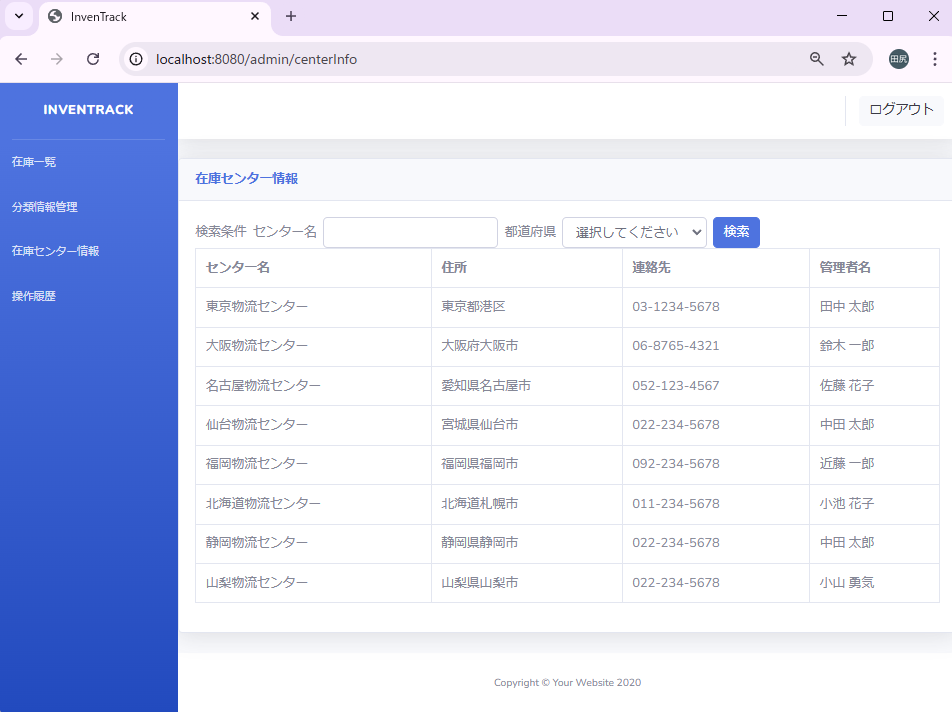 InvenTrack
localhost:8080/admin/centerInfo
田尻
INVENTRACK
ログアウト
在庫一覧
分類情報管理
在庫センター情報
操作履歴
在庫センター情報
検索条件 センター名 都道府県 選択してください 検索
センター名 住所 連絡先 管理者名
東京物流センター 東京都港区 03-1234-5678 田中 太郎
大阪物流センター 大阪府大阪市 06-8765-4321 鈴木 一郎
名古屋物流センター 愛知県名古屋市 052-123-4567 佐藤 花子
仙台物流センター 宮城県仙台市 022-234-5678 中田 太郎
福岡物流センター 福岡県福岡市 092-234-5678 近藤 一郎
北海道物流センター 北海道札幌市 011-234-5678 小池 花子
静岡物流センター 静岡県静岡市 022-234-5678 中田 太郎
山梨物流センター 山梨県山梨市 022-234-5678 小山 勇気
Copyright © Your Website 2020